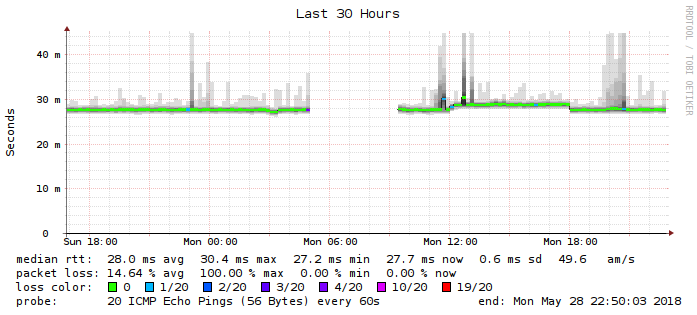 Last 30 Hours
RRDTOOL / TOBI OETIKER
Seconds
40 m
30 m
20 m
10 m
0
Sun 18:00 Mon 00:00 Mon 06:00 Mon 12:00 Mon 18:00
median rtt: 28.0 ms avg 30.4 ms max 27.2 ms min 27.7 ms now 0.6 ms sd 49.6 am/s
packet loss: 14.64 % avg 100.00 % max 0.00 % min 0.00 % now
loss color: 0 1/20 2/20 3/20 4/20 10/20 19/20
probe: 20 ICMP Echo Pings (56 Bytes) every 60s end: Mon May 28 22:50:03 2018